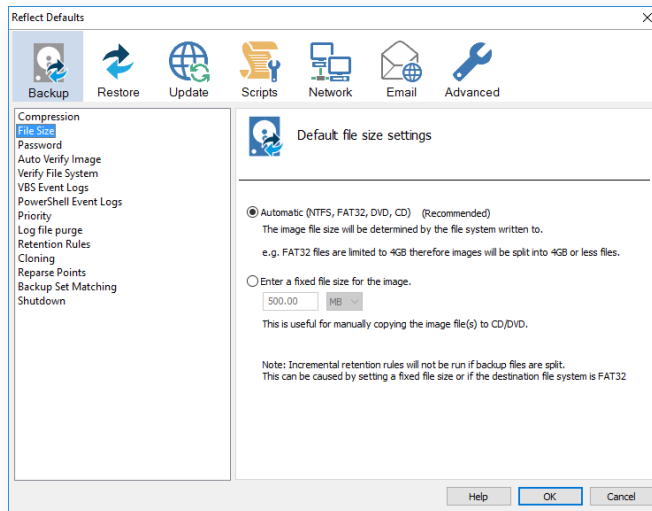 Reflect Defaults
Backup
Restore
Update
Scripts
Network
Email
Advanced
Compression
File Size
Password
Auto Verify Image
Verify File System
VBS Event Logs
PowerShell Event Logs
Priority
Log file purge
Retention Rules
Cloning
Reparse Points
Backup Set Matching
Shutdown
Default file size settings
Automatic (NTFS, FAT32, DVD, CD) (Recommended)
The image file size will be determined by the file system written to.
e.g. FAT32 files are limited to 4GB therefore images will be split into 4GB or less files.
Enter a fixed file size for the image.
500.00 MB
This is useful for manually copying the image file(s) to CD/DVD.
Note: Incremental retention rules will not be run if backup files are split.
This can be caused by setting a fixed file size or if the destination file system is FAT32
Help OK Cancel